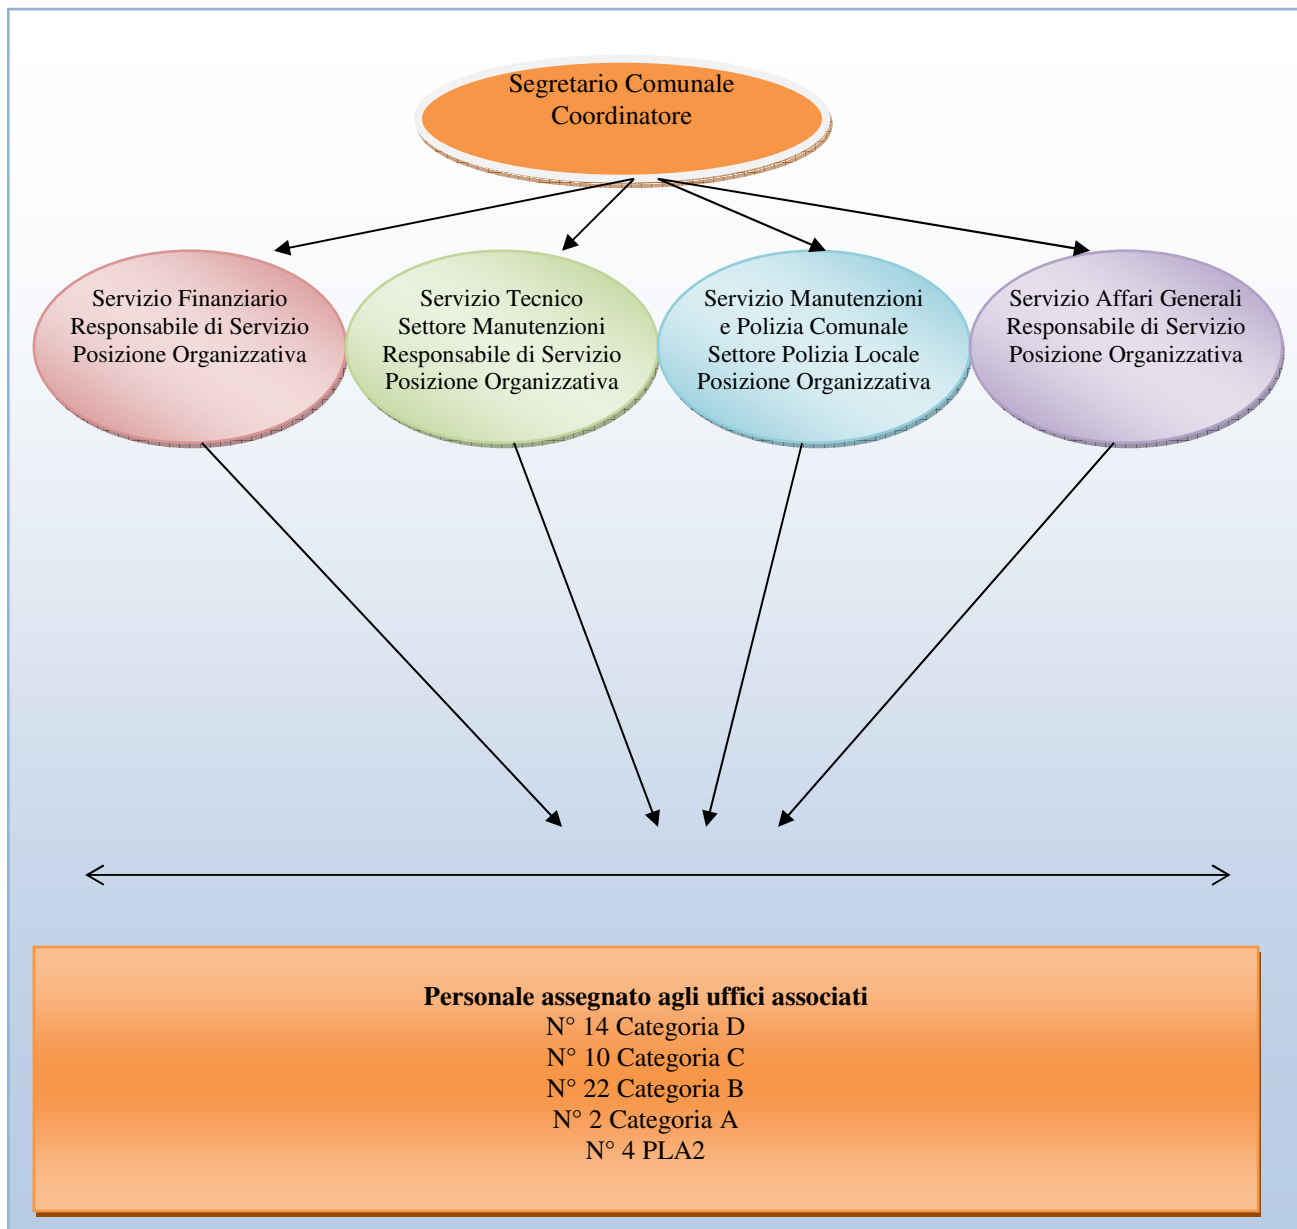 Segretario Comunale
Coordinatore
Servizio Finanziario
Responsabile di Servizio
Posizione Organizzativa
Servizio Tecnico
Settore Manutenzioni
Responsabile di Servizio
Posizione Organizzativa
Servizio Manutenzioni
e Polizia Comunale
Settore Polizia Locale
Posizione Organizzativa
Servizio Affari Generali
Responsabile di Servizio
Posizione Organizzativa
Personale assegnato agli uffici associati
N° 14 Categoria D
N° 10 Categoria C
N° 22 Categoria B
N° 2 Categoria A
N° 4 PLA2